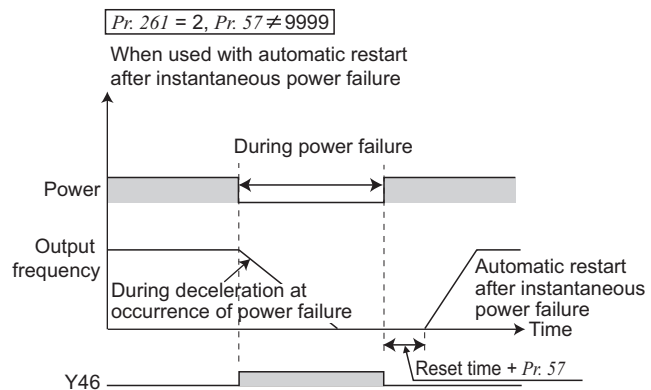 Pr. 261 = 2, Pr. 57 ≠ 9999
When used with automatic restart
after instantaneous power failure
During power failure
Power
Output
frequency
During deceleration at
occurrence of power failure
Automatic restart
after instantaneous
power failure
Time
Reset time + Pr. 57
Y46